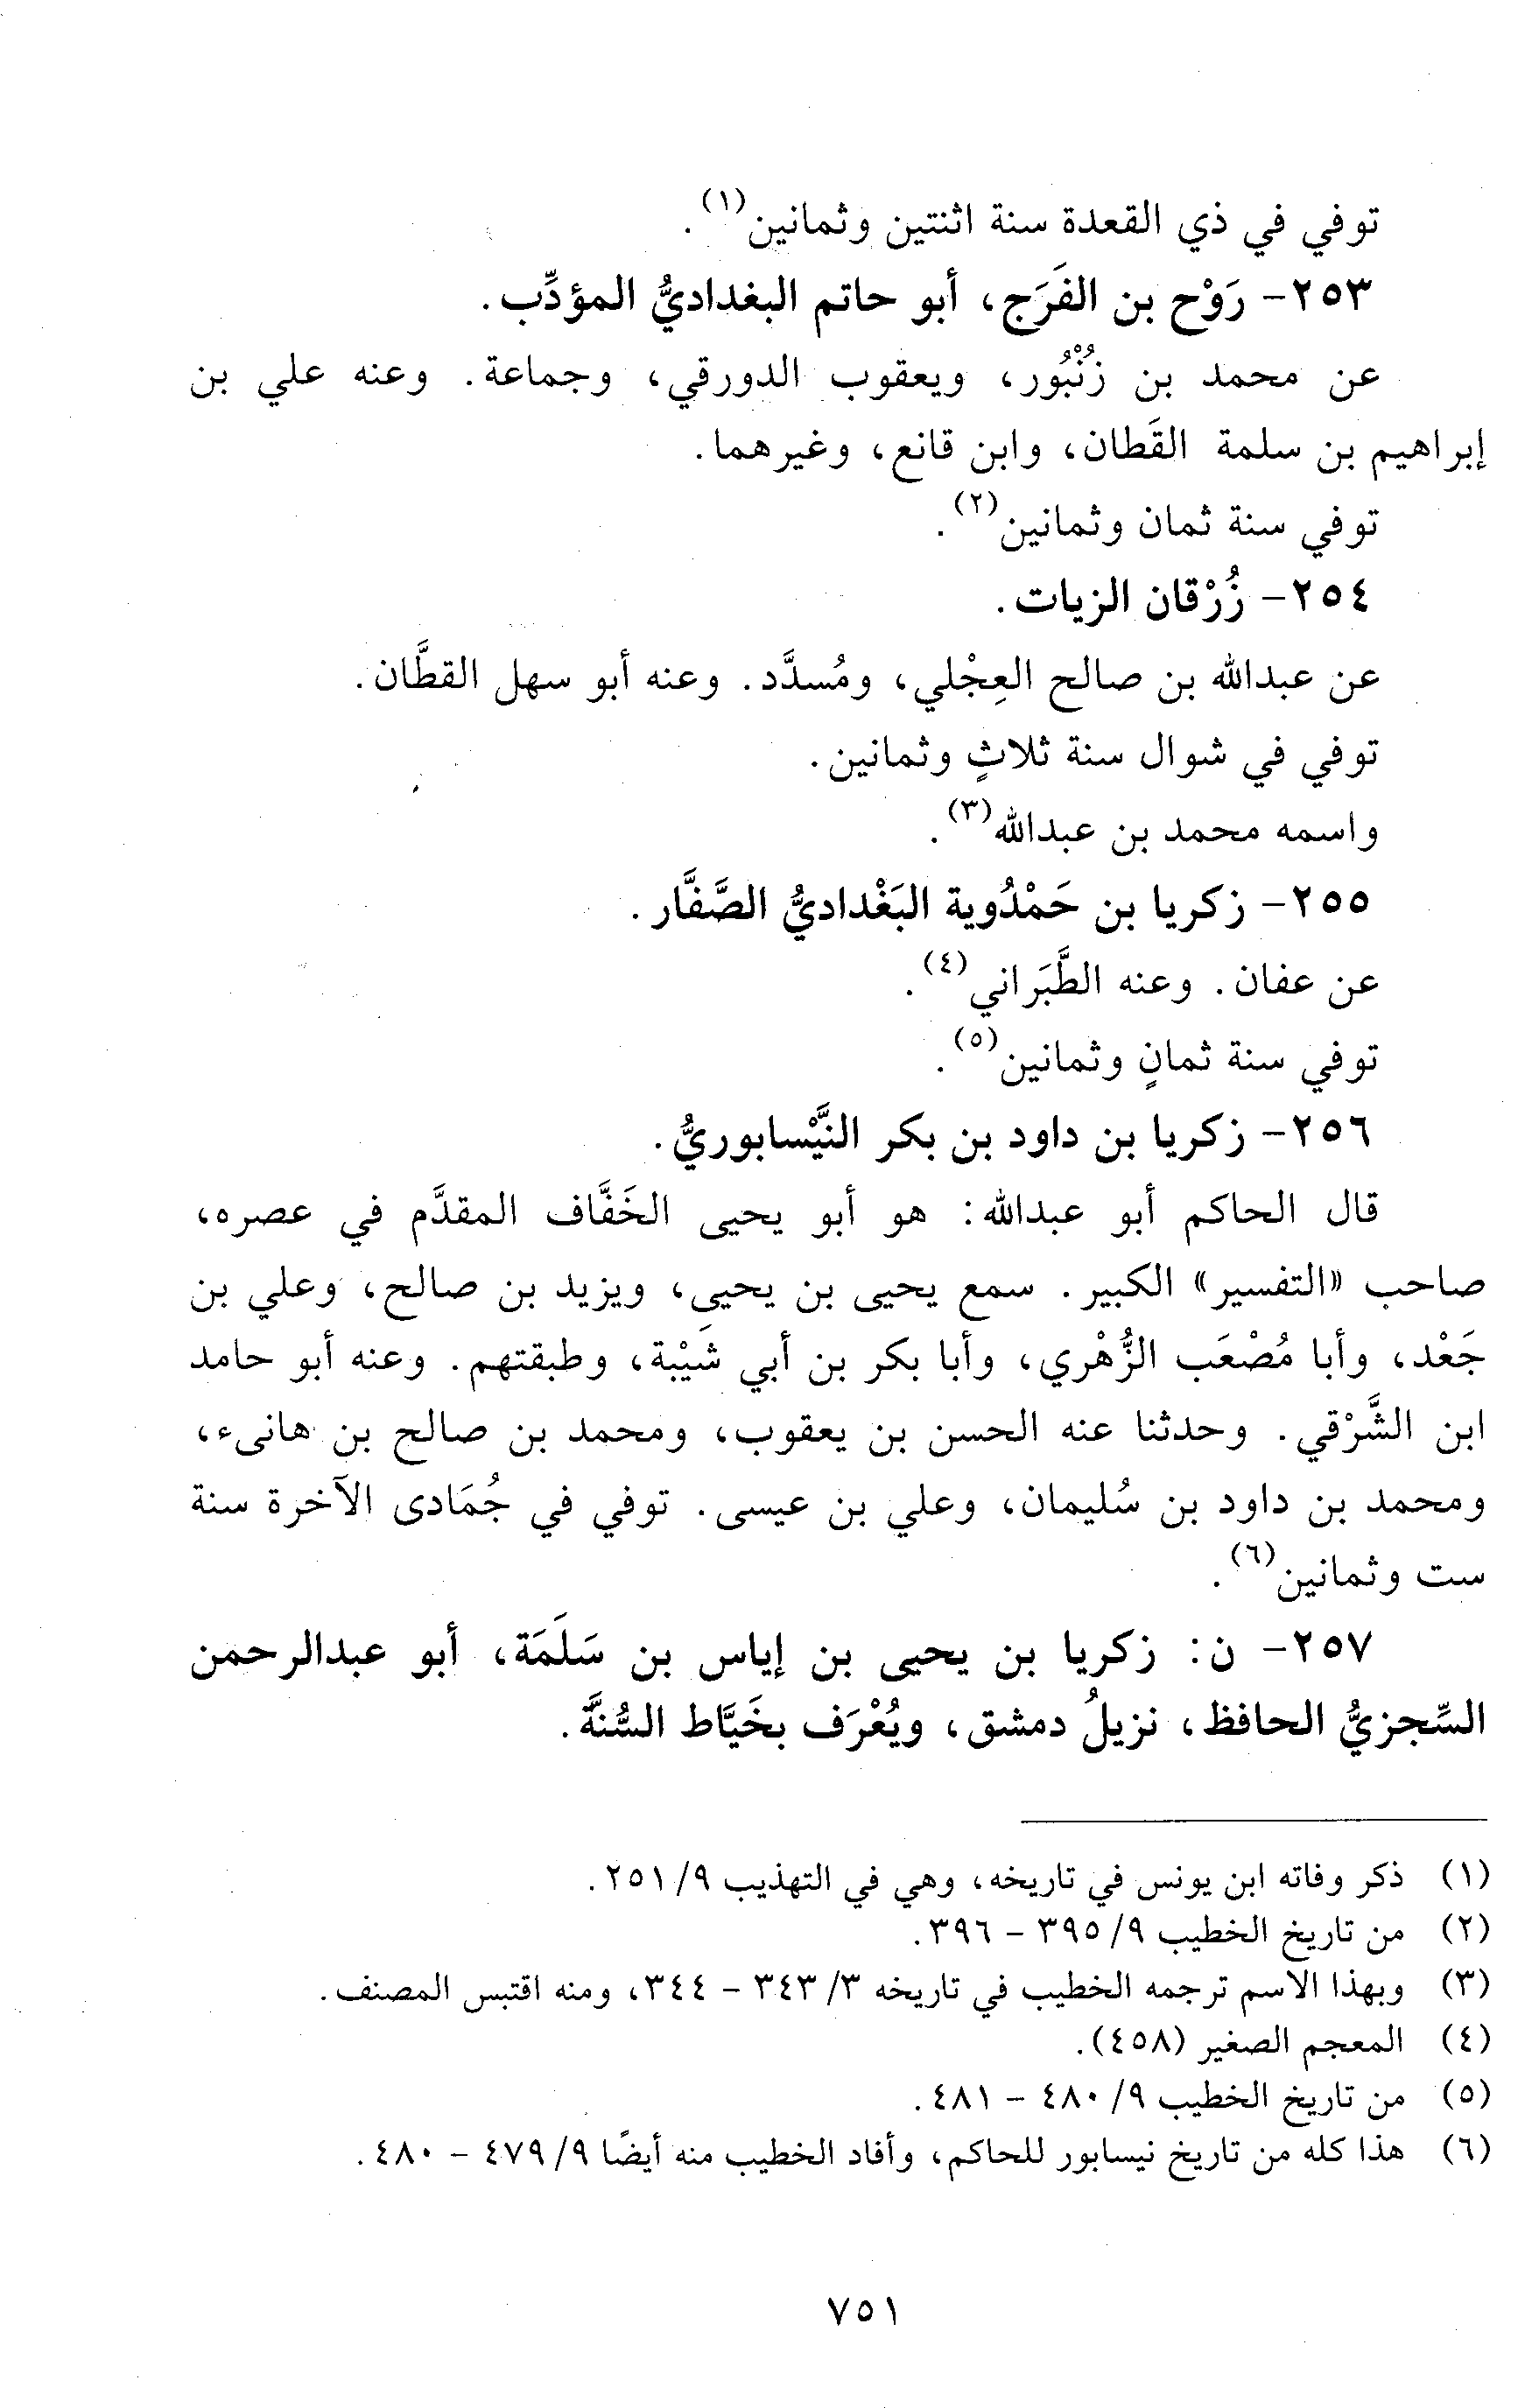 توفي في ذي القعدة سنة اثنتين وثمانين(١).
٢٥٣- رَوْح بن الفَرَج، أبو حاتم البغداديُّ المؤدِّب.
عن محمد بن زُنْبُور، ويعقوب الدورقي، وجماعة. وعنه علي بن
إبراهيم بن سلمة القَطان، وابن قانع، وغيرهما.
توفي سنة ثمان وثمانين(٢).
٢٥٤- زُرْقان الزيات.
عن عبدالله بن صالح العِجْلي، ومُسدَّد. وعنه أبو سهل القطَّان.
توفي في شوال سنة ثلاثٍ وثمانين.
واسمه محمد بن عبدالله(٣).
٢٥٥- زكريا بن حَمْدُوية البَغْداديُّ الصَّفَّار.
عن عفان. وعنه الطَّبَراني(٤).
توفي سنة ثمانٍ وثمانين(٥).
٢٥٦- زكريا بن داود بن بكر النَّيْسابوريُّ.
قال الحاكم أبو عبدالله: هو أبو يحيى الخَفَّاف المقدَّم في عصره،
صاحب «التفسير» الكبير. سمع يحيى بن يحيى، ويزيد بن صالح، وعلي بن
جَعْد، وأبا مُصْعَب الزُّهْري، وأبا بكر بن أبي شَيْبة، وطبقتهم. وعنه أبو حامد
ابن الشَّرْقي. وحدثنا عنه الحسن بن يعقوب، ومحمد بن صالح بن هانىء،
ومحمد بن داود بن سُليمان، وعلي بن عيسى. توفي في جُمَادى الآخرة سنة
ست وثمانين(٦).
٢٥٧- ن: زكريا بن يحيى بن إياس بن سَلَمَة، أبو عبدالرحمن
السِّجزيُّ الحافظ، نزيلُ دمشق، ويُعْرَف بخَيَّاط السُّنَّة.
(١) ذكر وفاته ابن يونس في تاريخه، وهي في التهذيب ٩/ ٢٥١.
(٢) من تاريخ الخطيب ٩/ ٣٩٥ - ٣٩٦.
(٣) وبهذا الاسم ترجمه الخطيب في تاريخه ٣/ ٣٤٣ - ٣٤٤، ومنه اقتبس المصنف.
(٤) المعجم الصغير (٤٥٨).
(٥) من تاريخ الخطيب ٩/ ٤٨٠ - ٤٨١.
(٦) هذا كله من تاريخ نيسابور للحاكم، وأفاد الخطيب منه أيضًا ٩/ ٤٧٩ - ٤٨٠.
٧٥١